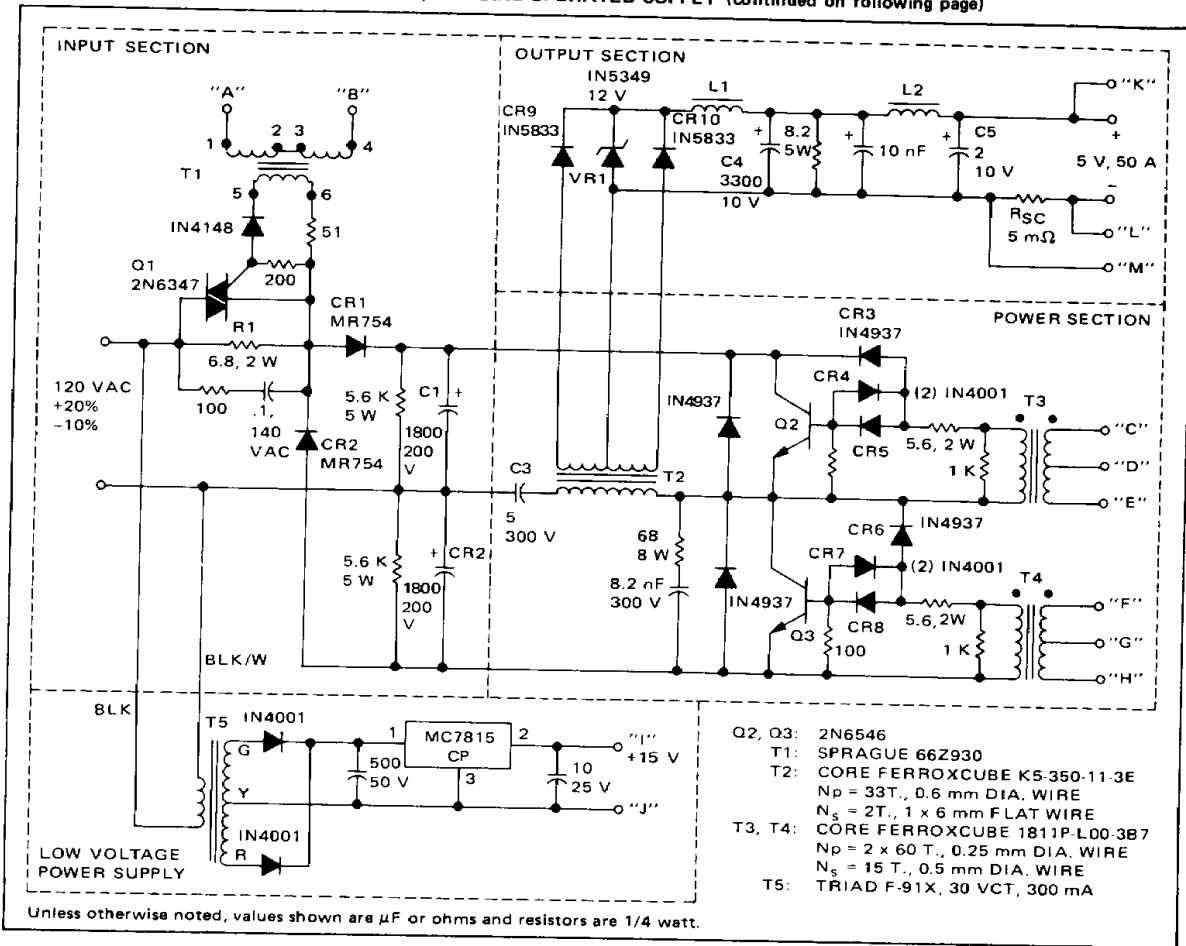 OPERATED SUPPLY (continued on following page)
INPUT SECTION
"A"
"B"
1
2
3
4
T1
5
6
IN4148
51
Q1
2N6347
200
CR1
MR754
R1
6.8, 2 W
120 VAC
+20%
-10%
100
.1,
140
VAC
CR2
MR754
5.6 K
5 W
C1
+
1800
200
V
5.6 K
5 W
+
CR2
1800
200
V
BLK/W
BLK
OUTPUT SECTION
IN5349
12 V
CR9
IN5833
CR10
IN5833
VR1
L1
L2
+
C4
3300
10 V
8.2
5W
+
10 nF
+
C5
2
10 V
"K"
+
5 V, 50 A
-
RSC
5 mΩ
"L"
"M"
POWER SECTION
CR3
IN4937
CR4
(2) IN4001
IN4937
Q2
CR5
5.6, 2 W
1 K
T3
"C"
"D"
"E"
C3
5
300 V
T2
68
8 W
8.2 nF
300 V
CR6
IN4937
CR7
(2) IN4001
IN4937
Q3
CR8
100
5.6, 2W
1 K
T4
"F"
"G"
"H"
T5
IN4001
G
Y
R
IN4001
500
50 V
1
MC7815
CP
2
3
10
25 V
"I"
+15 V
"J"
LOW VOLTAGE
POWER SUPPLY
Q2, Q3: 2N6546
T1: SPRAGUE 66Z930
T2: CORE FERROXCUBE K5-350-11-3E
Np = 33T., 0.6 mm DIA. WIRE
Ns = 2T., 1 x 6 mm FLAT WIRE
T3, T4: CORE FERROXCUBE 1811P-L00-3B7
Np = 2 x 60 T., 0.25 mm DIA. WIRE
Ns = 15 T., 0.5 mm DIA. WIRE
T5: TRIAD F-91X, 30 VCT, 300 mA
Unless otherwise noted, values shown are µF or ohms and resistors are 1/4 watt.